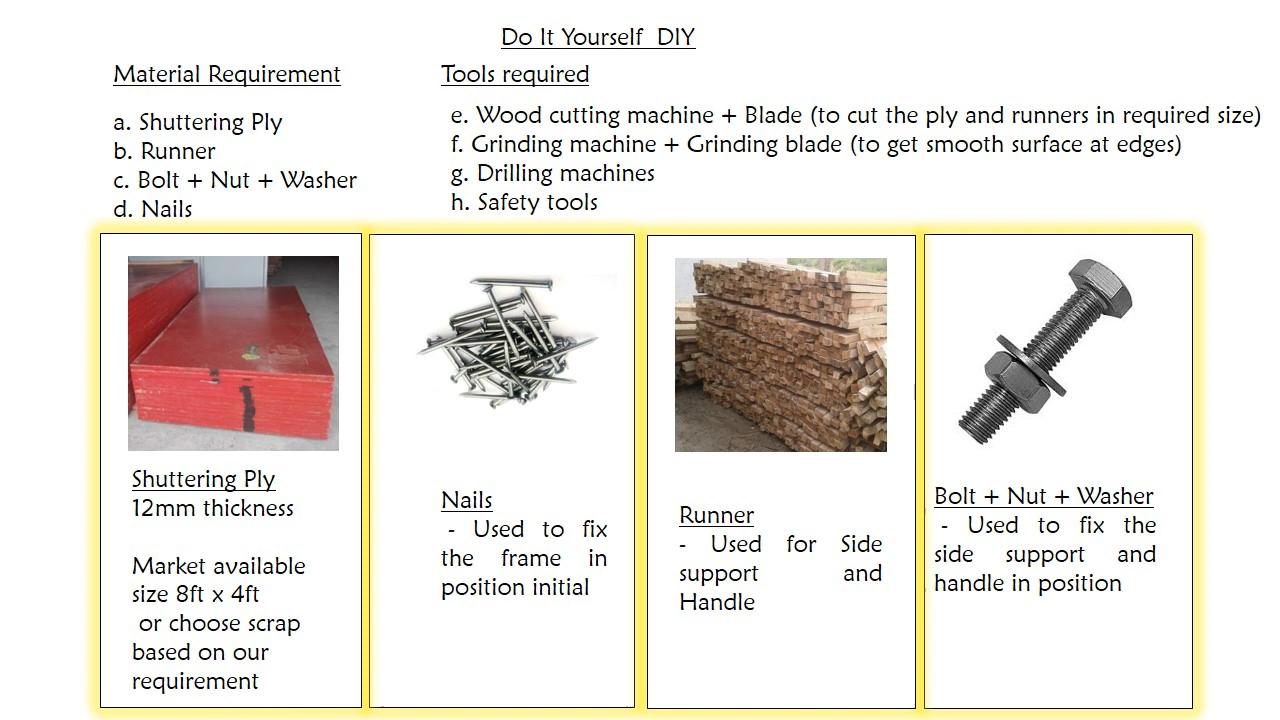 Do It Yourself  DIY
Material Requirement
a. Shuttering Ply
b. Runner
c. Bolt + Nut + Washer
d. Nails
Tools required
e. Wood cutting machine + Blade (to cut the ply and runners in required size)
f. Grinding machine + Grinding blade (to get smooth surface at edges)
g. Drilling machines
h. Safety tools
Shuttering Ply
12mm thickness
Market available
size 8ft x 4ft
or choose scrap
based on our
requirement
Nails
- Used to fix
the frame in
position initial
Runner
- Used for Side
support and
Handle
Bolt + Nut + Washer
- Used to fix the
side support and
handle in position